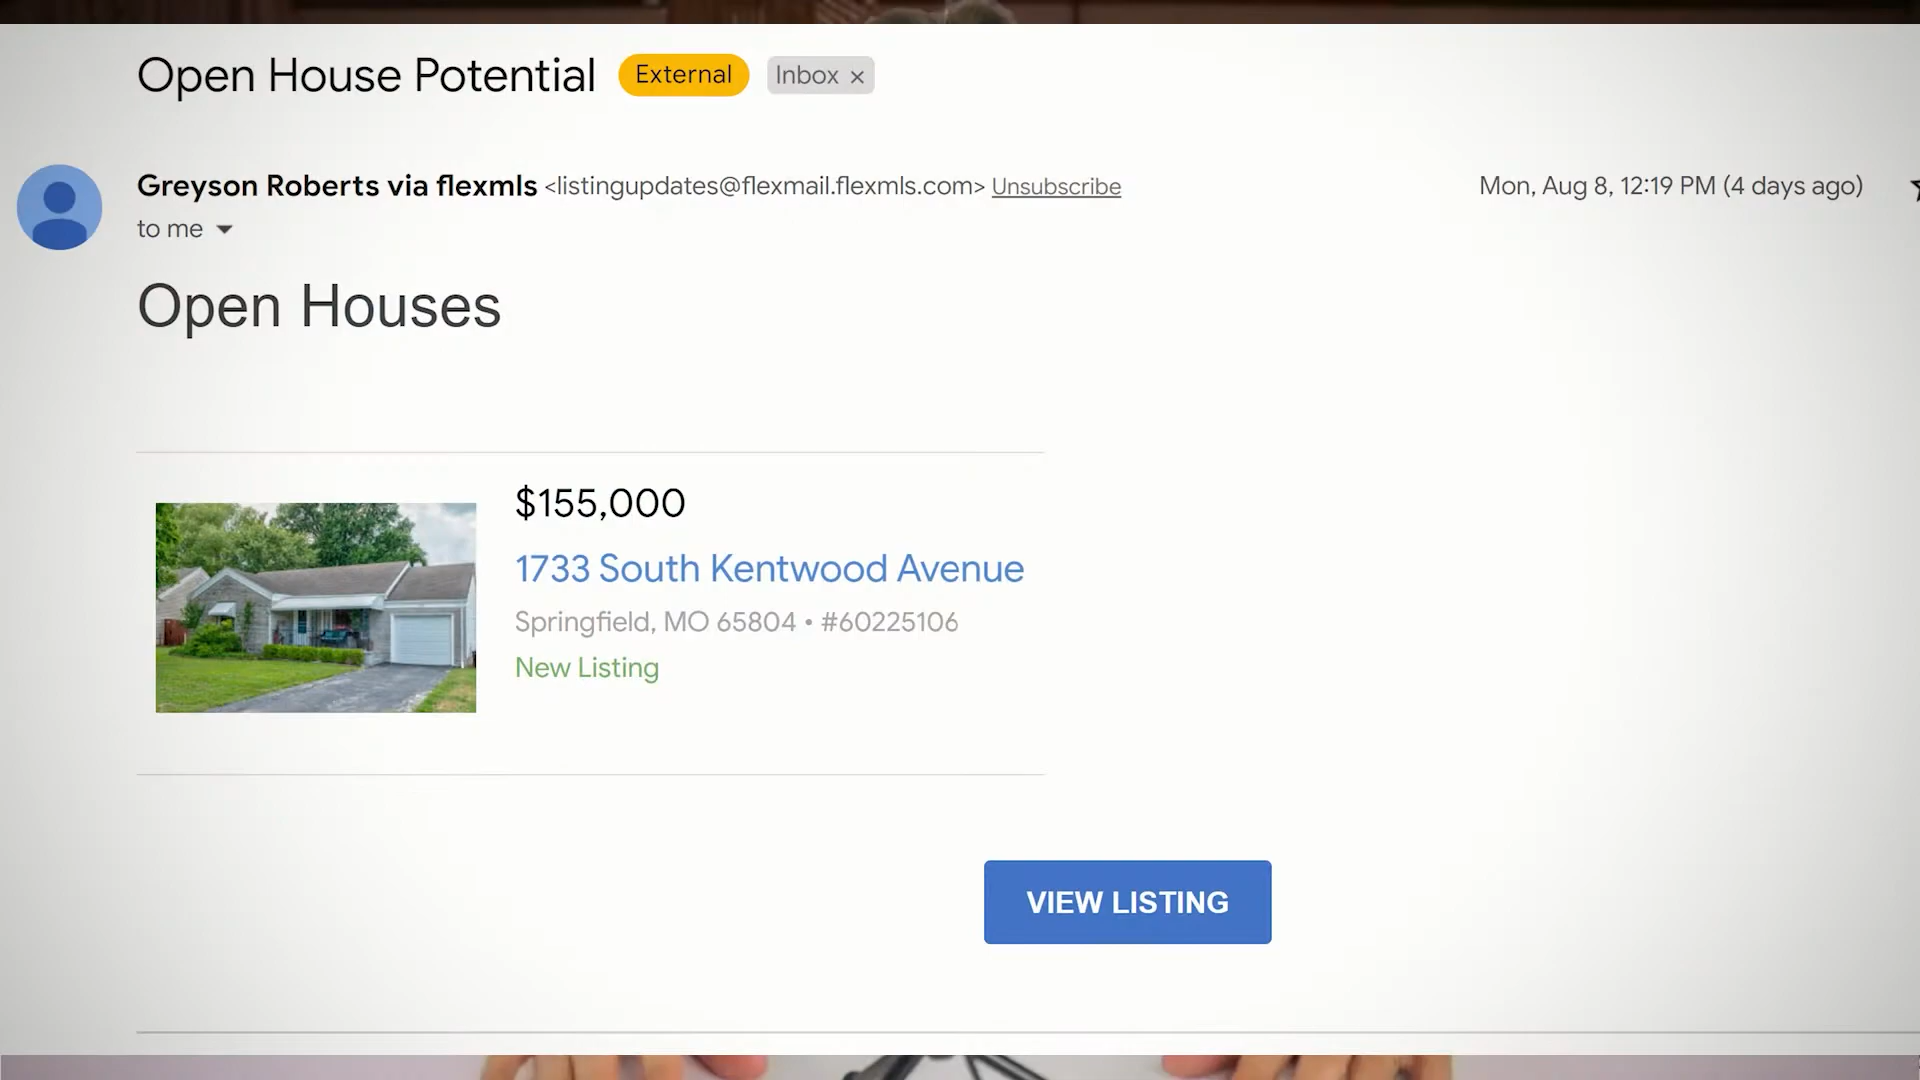 Open House Potential External Inbox ×
Greyson Roberts via flexmls <listingupdates@flexmail.flexmls.com> Unsubscribe Mon, Aug 8, 12:19 PM (4 days ago)
to me
Open Houses
$155,000
1733 South Kentwood Avenue
Springfield, MO 65804 • #60225106
New Listing
VIEW LISTING